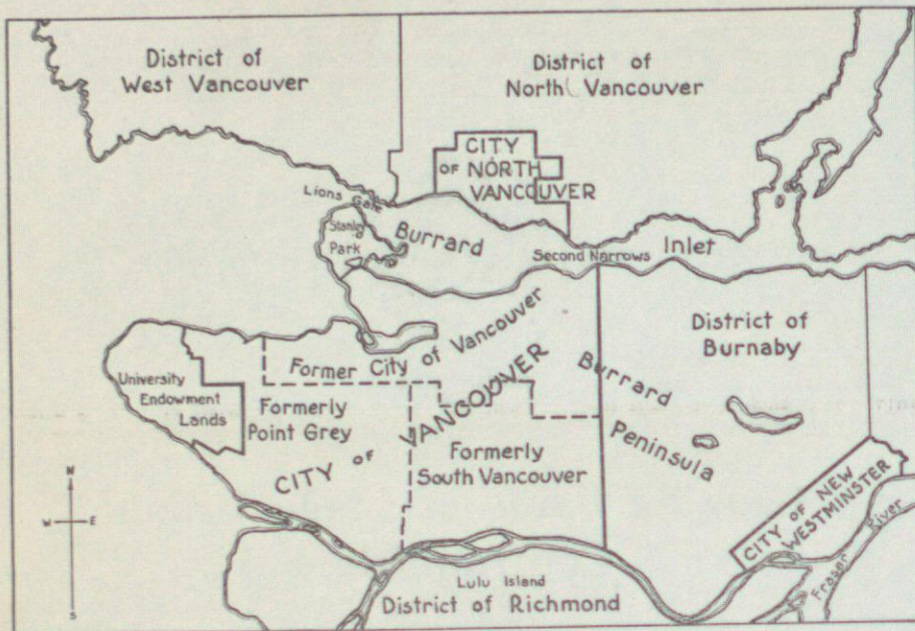 District of
West Vancouver
District of
North Vancouver
CITY
OF NORTH
VANCOUVER
Lions Gate
Stanley
Park
Burrard
Inlet
Second Narrows
Former City of Vancouver
District of
Burnaby
University
Endowment
Lands
Formerly
Point Grey
CITY OF VANCOUVER
Burrard
Peninsula
Formerly
South Vancouver
CITY OF NEW
WESTMINSTER
Fraser River
N
W E
S
Lulu Island
District of Richmond